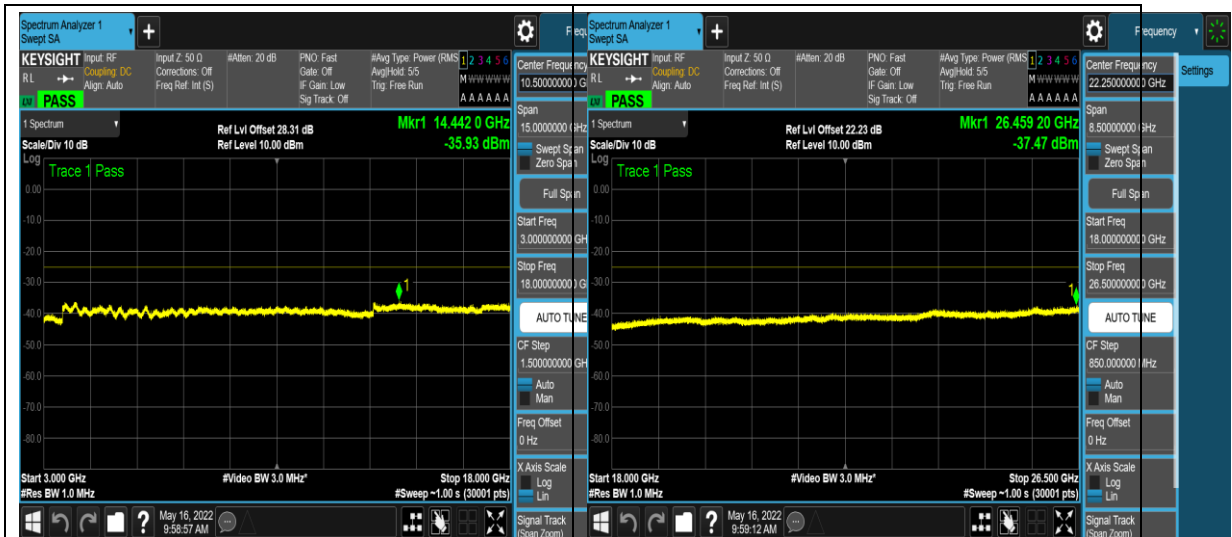 Spectrum Analyzer 1
Swept SA
+
Frequ
KEYSIGHT Input: RF
RL
Coupling: DC
Align: Auto
Input Z: 50 Ω
Corrections: Off
Freq Ref: Int (S)
#Atten: 20 dB
PNO: Fast
Gate: Off
IF Gain: Low
Sig Track: Off
#Avg Type: Power (RMS
Avg|Hold: 5/5
Trig: Free Run
1 2 3 4 5 6
M W W W W W
A A A A A A
PASS
1 Spectrum
Scale/Div 10 dB
Ref Lvl Offset 28.31 dB
Ref Level 10.00 dBm
Mkr1 14.442 0 GHz
-35.93 dBm
Log
Trace 1 Pass
0.00
-10.0
-20.0
-30.0
-40.0
-50.0
-60.0
-70.0
-80.0
1
Start 3.000 GHz
#Res BW 1.0 MHz
#Video BW 3.0 MHz*
Stop 18.000 GHz
#Sweep ~1.00 s (30001 pts)
?
May 16, 2022
9:58:57 AM
Center Frequency
10.50000000 G
Span
15.0000000 GHz
Swept Span
Zero Span
Full Span
Start Freq
3.000000000 GH
Stop Freq
18.00000000 G
AUTO TUNE
CF Step
1.500000000 GH
Auto
Man
Freq Offset
0 Hz
X Axis Scale
Log
Lin
Signal Track
(Span Zoom)
Spectrum Analyzer 1
Swept SA
+
Frequency
Settings
KEYSIGHT Input: RF
RL
Coupling: DC
Align: Auto
Input Z: 50 Ω
Corrections: Off
Freq Ref: Int (S)
#Atten: 20 dB
PNO: Fast
Gate: Off
IF Gain: Low
Sig Track: Off
#Avg Type: Power (RMS
Avg|Hold: 5/5
Trig: Free Run
1 2 3 4 5 6
M W W W W W
A A A A A A
PASS
1 Spectrum
Scale/Div 10 dB
Ref Lvl Offset 22.23 dB
Ref Level 10.00 dBm
Mkr1 26.459 20 GHz
-37.47 dBm
Log
Trace 1 Pass
0.00
-10.0
-20.0
-30.0
-40.0
-50.0
-60.0
-70.0
-80.0
1
Start 18.000 GHz
#Res BW 1.0 MHz
#Video BW 3.0 MHz*
Stop 26.500 GHz
#Sweep ~1.00 s (30001 pts)
?
May 16, 2022
9:59:12 AM
Center Frequency
22.250000000 GHz
Span
8.50000000 GHz
Swept Span
Zero Span
Full Span
Start Freq
18.000000000 GHz
Stop Freq
26.500000000 GHz
AUTO TUNE
CF Step
850.000000 MHz
Auto
Man
Freq Offset
0 Hz
X Axis Scale
Log
Lin
Signal Track
(Span Zoom)